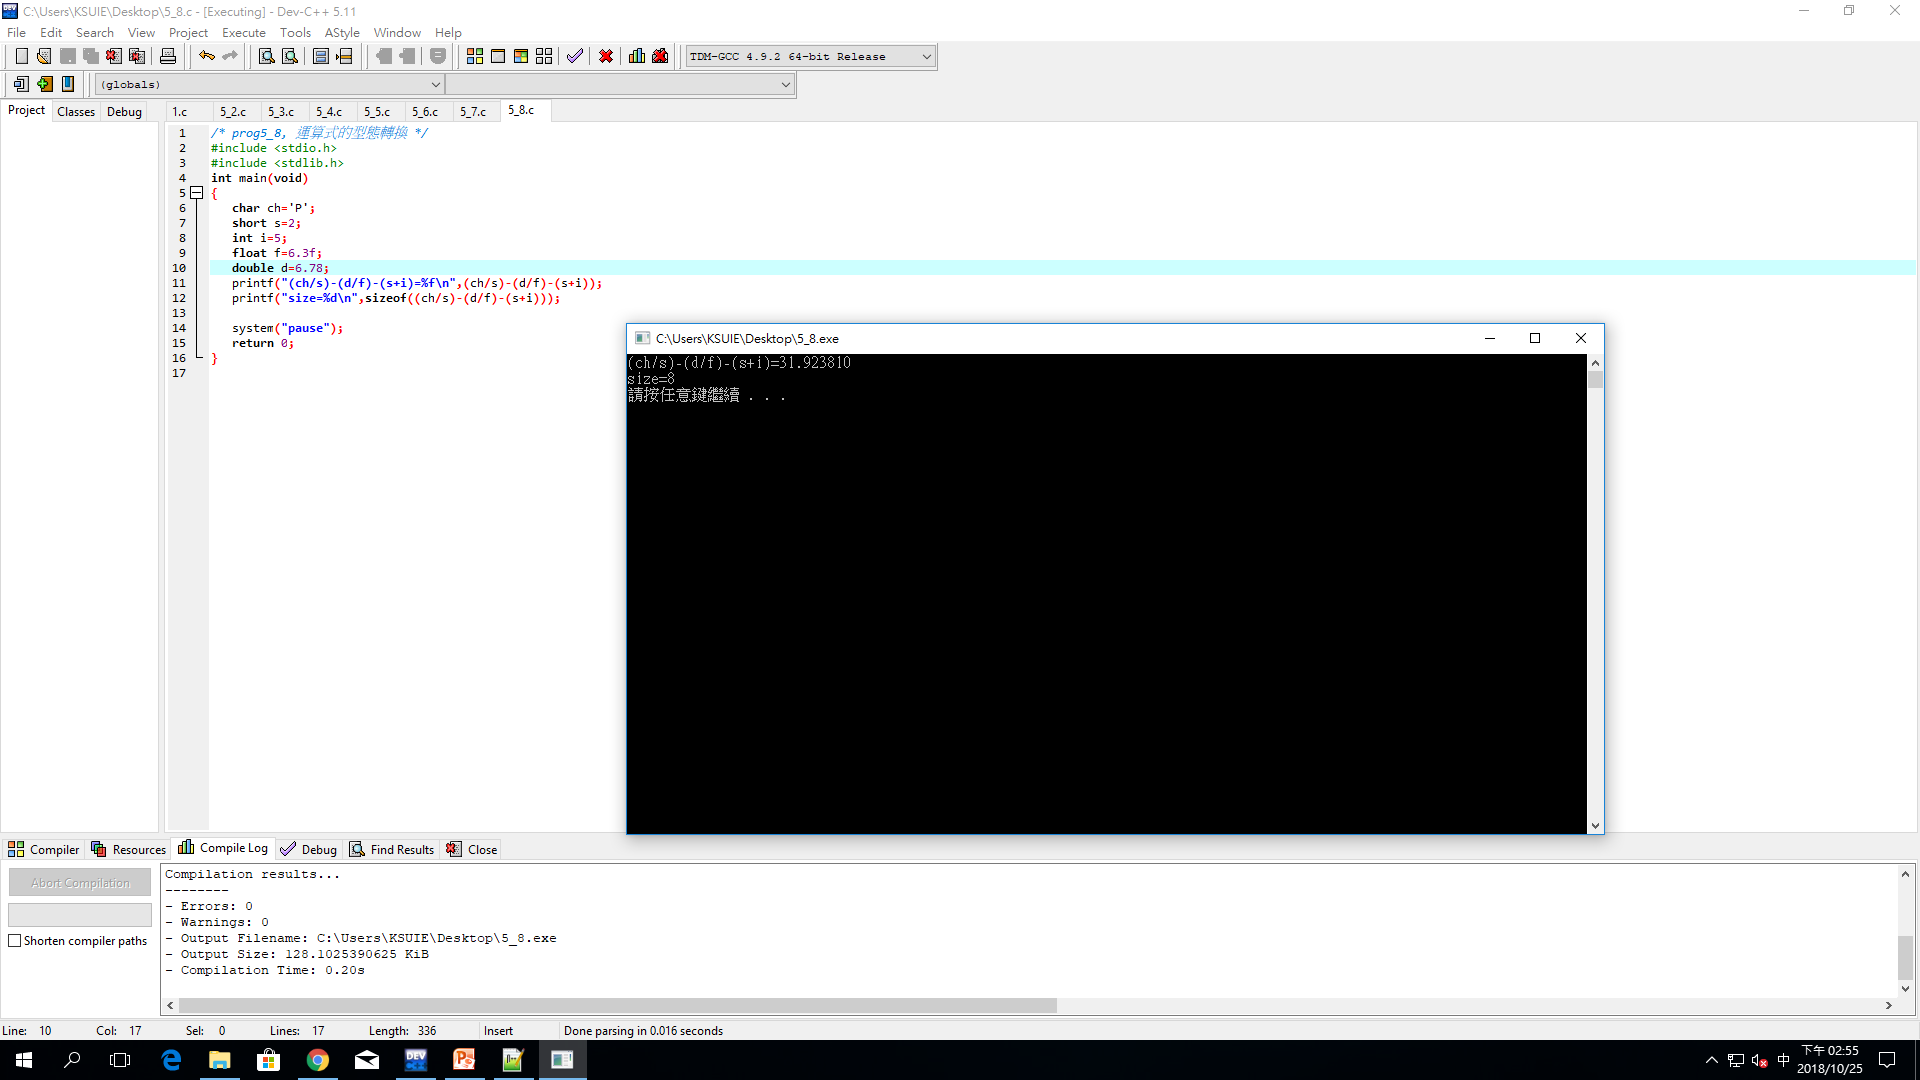 C:\Users\KSUIE\Desktop\5_8.c - [Executing] - Dev-C++ 5.11
File Edit Search View Project Execute Tools AStyle Window Help
TDM-GCC 4.9.2 64-bit Release
(globals)
Project Classes Debug 1.c 5_2.c 5_3.c 5_4.c 5_5.c 5_6.c 5_7.c 5_8.c
1 /* prog5_8, 運算式的型態轉換 */
2 #include <stdio.h>
3 #include <stdlib.h>
4 int main(void)
5 {
6 char ch='P';
7 short s=2;
8 int i=5;
9 float f=6.3f;
10 double d=6.78;
11 printf("(ch/s)-(d/f)-(s+i)=%f\n",(ch/s)-(d/f)-(s+i));
12 printf("size=%d\n",sizeof((ch/s)-(d/f)-(s+i)));
13
14 system("pause");
15 return 0;
16 }
17
C:\Users\KSUIE\Desktop\5_8.exe
(ch/s)-(d/f)-(s+i)=31.923810
size=8
請按任意鍵繼續 . . .
Compiler Resources Compile Log Debug Find Results Close
Abort Compilation
Shorten compiler paths
Compilation results...
--------
- Errors: 0
- Warnings: 0
- Output Filename: C:\Users\KSUIE\Desktop\5_8.exe
- Output Size: 128.1025390625 KiB
- Compilation Time: 0.20s
Line: 10 Col: 17 Sel: 0 Lines: 17 Length: 336 Insert Done parsing in 0.016 seconds
DEV
中
下午 02:55
2018/10/25